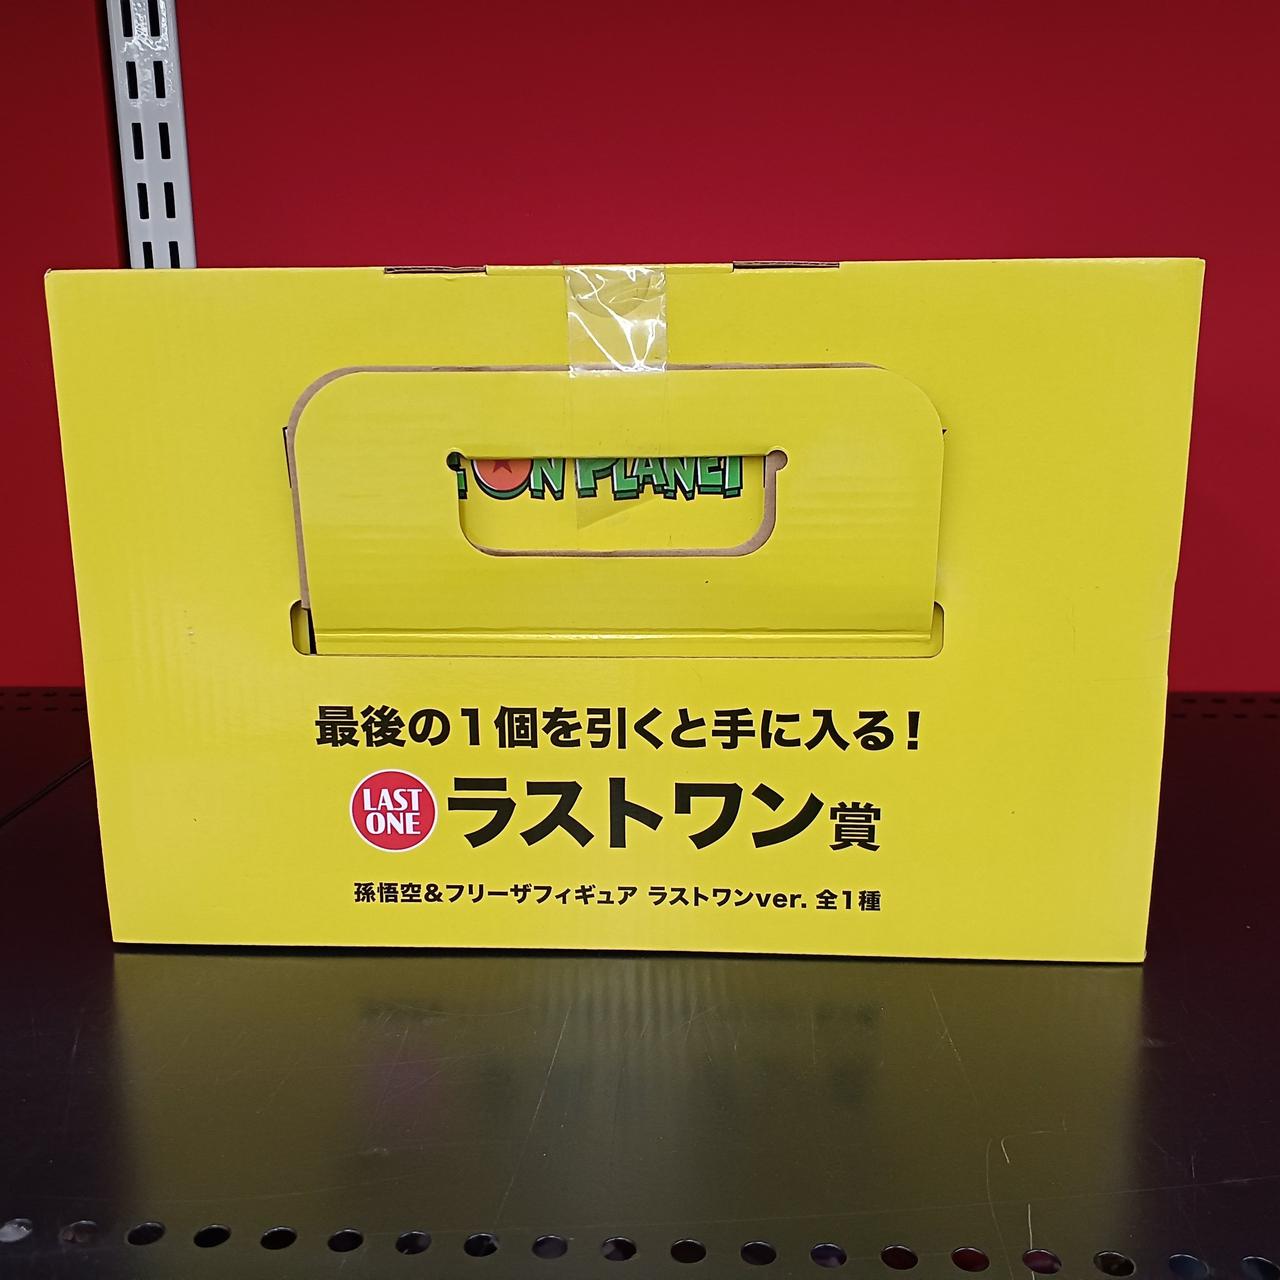 ON PLANET
最後の1個を引くと手に入る!
LAST ONE
ラストワン賞
孫悟空&フリーザフィギュア ラストワンver. 全1種